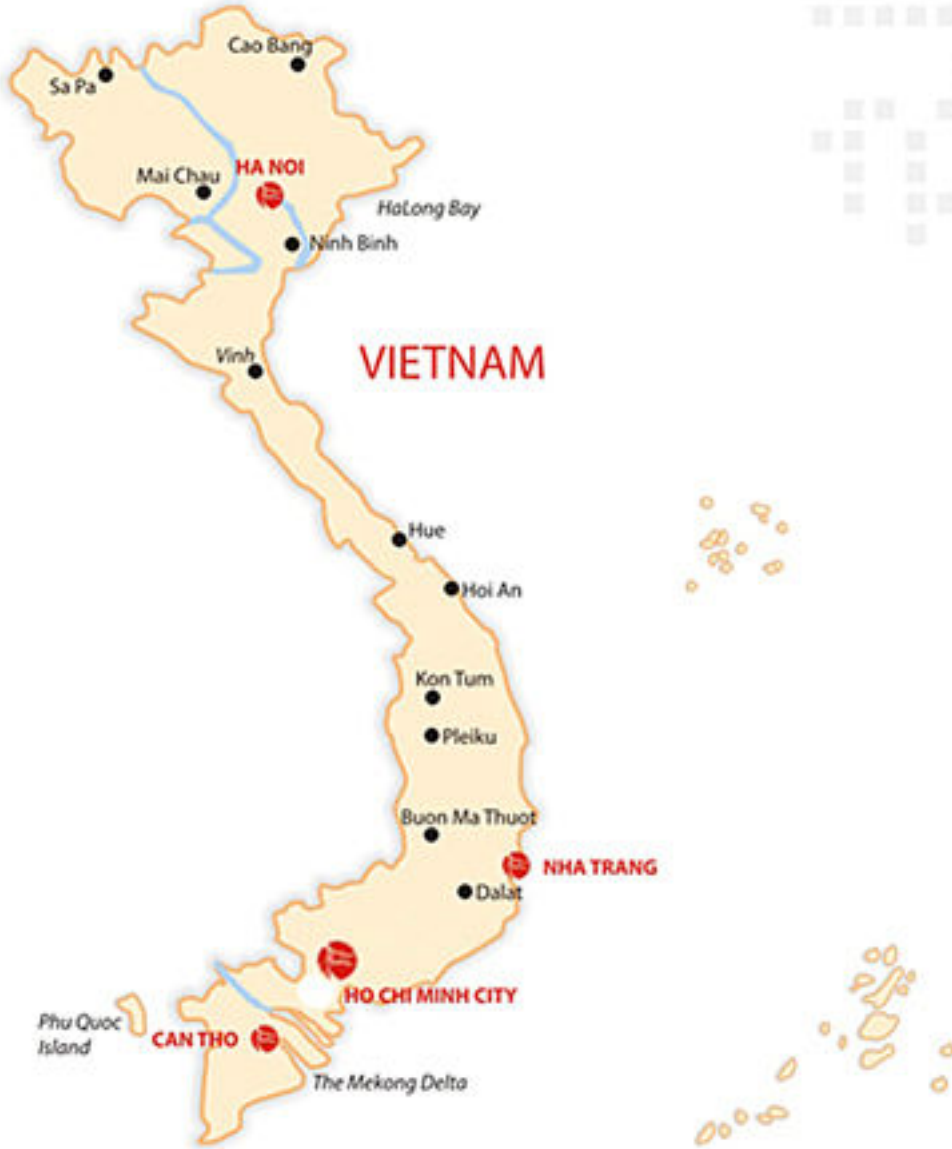 Cao Bang
Sa Pa
Mai Chau
HA NOI
HaLong Bay
Ninh Binh
Vinh
VIETNAM
Hue
Hoi An
Kon Tum
Pleiku
Buon Ma Thuot
NHA TRANG
Dalat
HO CHI MINH CITY
Phu Quoc
Island
CAN THO
The Mekong Delta